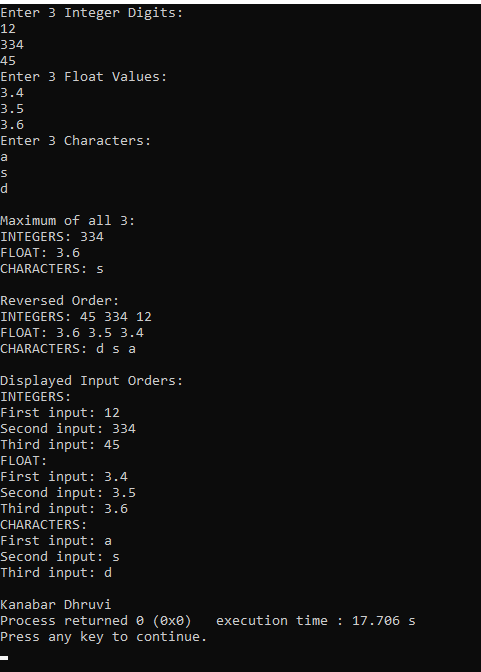 Enter 3 Integer Digits:
12
334
45
Enter 3 Float Values:
3.4
3.5
3.6
Enter 3 Characters:
a
s
d
Maximum of all 3:
INTEGERS: 334
FLOAT: 3.6
CHARACTERS: s
Reversed Order:
INTEGERS: 45 334 12
FLOAT: 3.6 3.5 3.4
CHARACTERS: d s a
Displayed Input Orders:
INTEGERS:
First input: 12
Second input: 334
Third input: 45
FLOAT:
First input: 3.4
Second input: 3.5
Third input: 3.6
CHARACTERS:
First input: a
Second input: s
Third input: d
Kanabar Dhruvi
Process returned 0 (0x0)   execution time : 17.706 s
Press any key to continue.